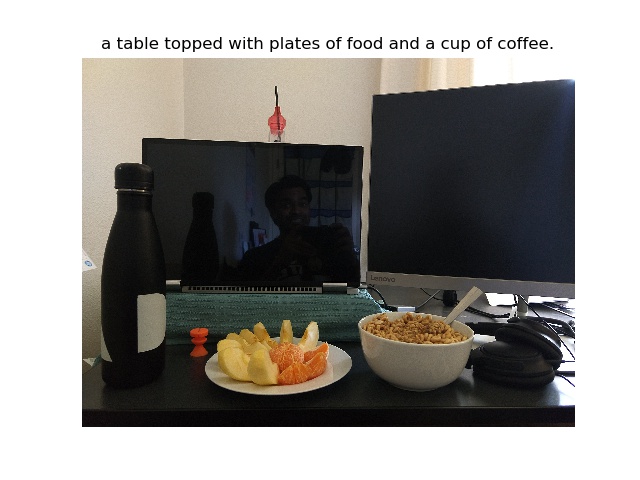 a table topped with plates of food and a cup of coffee.
Lenovo